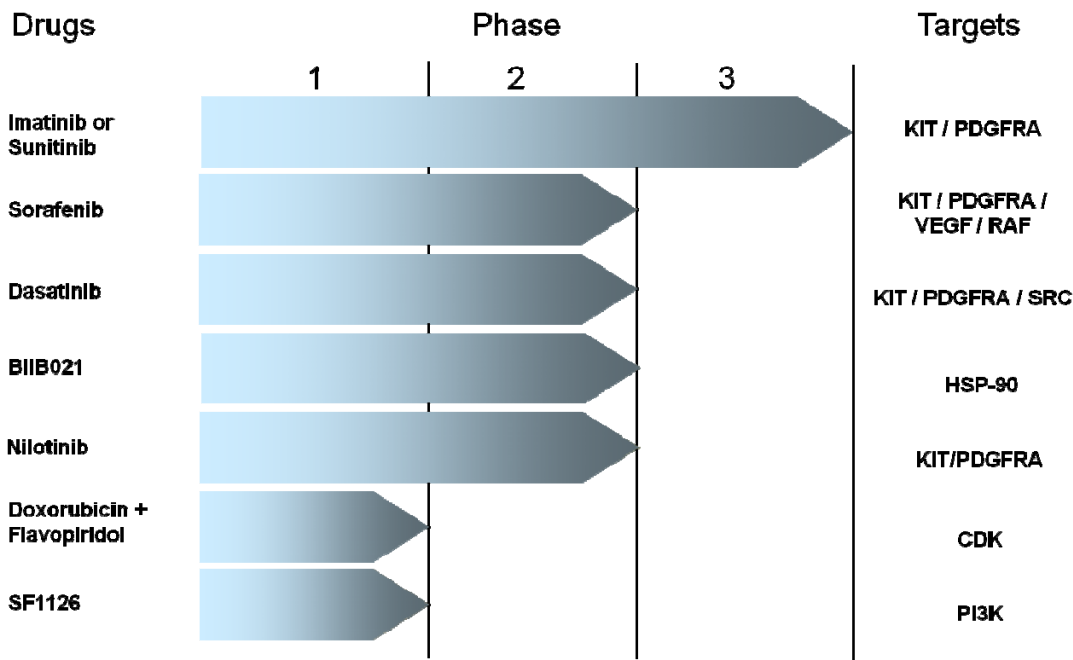 Drugs Phase Targets
1 2 3
Imatinib or
Sunitinib
KIT / PDGFRA
Sorafenib
KIT / PDGFRA /
VEGF / RAF
Dasatinib
KIT / PDGFRA / SRC
BIIB021
HSP-90
Nilotinib
KIT/PDGFRA
Doxorubicin +
Flavopiridol
CDK
SF1126
PI3K